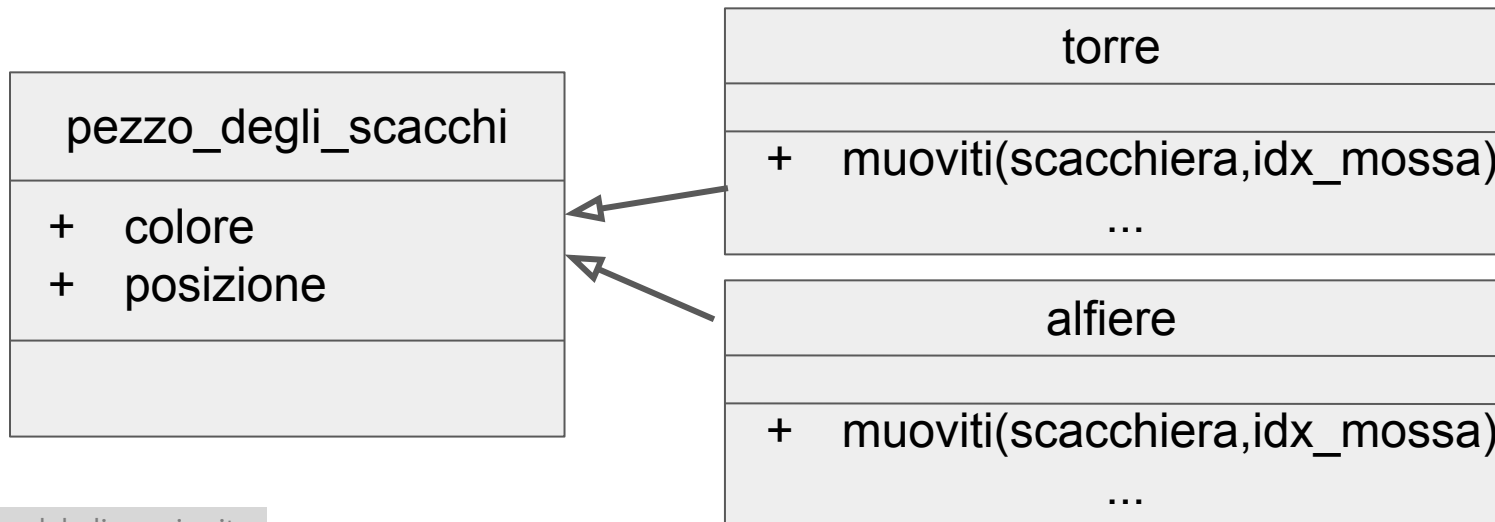 pezzo_degli_scacchi
+ colore
+ posizione
torre
+ muoviti(scacchiera,idx_mossa)
...
alfiere
+ muoviti(scacchiera,idx_mossa)
...